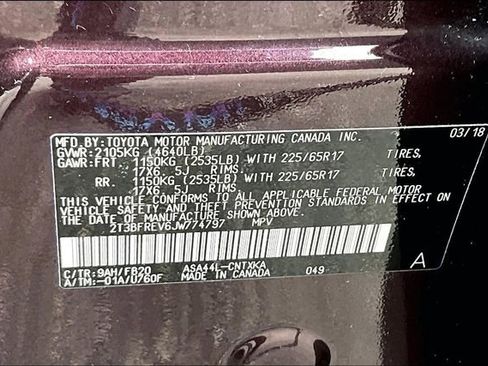 MFD.BY:TOYOTA MOTOR MANUFACTURING CANADA INC. 03/18
GVWR:2105KG (4640LB)
GAWR:FRT. 1150KG (2535LB) WITH 225/65R17 TIRES,
17X6.5J RIMS
RR. 1150KG (2535LB) WITH 225/65R17 TIRES,
17X6.5J RIMS
THIS VEHICLE CONFORMS TO ALL APPLICABLE FEDERAL MOTOR
VEHICLE SAFETY AND THEFT PREVENTION STANDARDS IN EFFECT ON
THE DATE OF MANUFACTURE SHOWN ABOVE.
2T3BFREV6JW774797 MPV
C/TR:9AH/FB20 ASA44L-CNTXKA
A/TM:-01A/U760F MADE IN CANADA 049 A